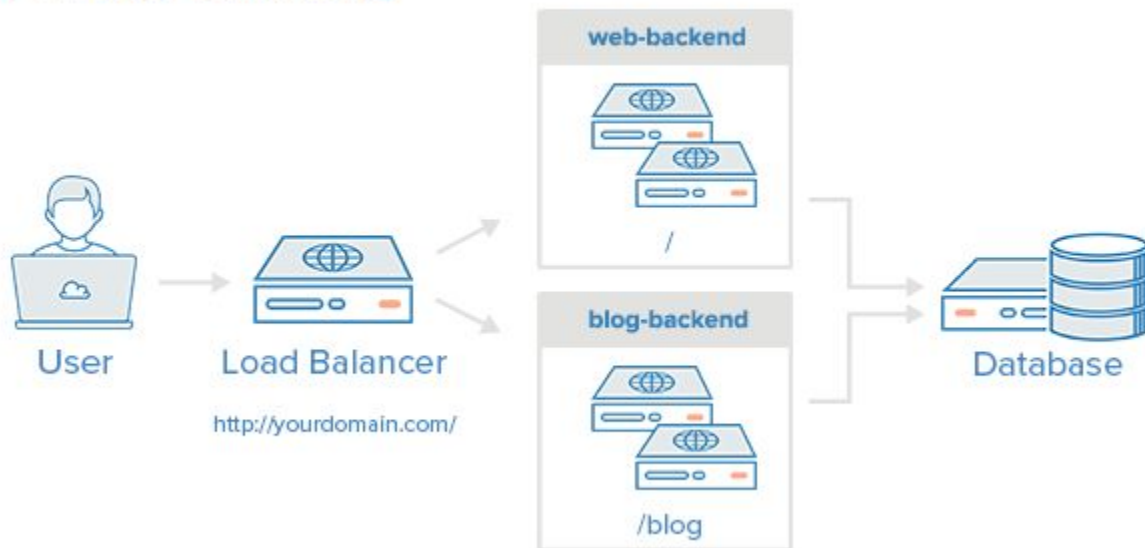 web-backend
/
User
Load Balancer
http://yourdomain.com/
blog-backend
/blog
Database